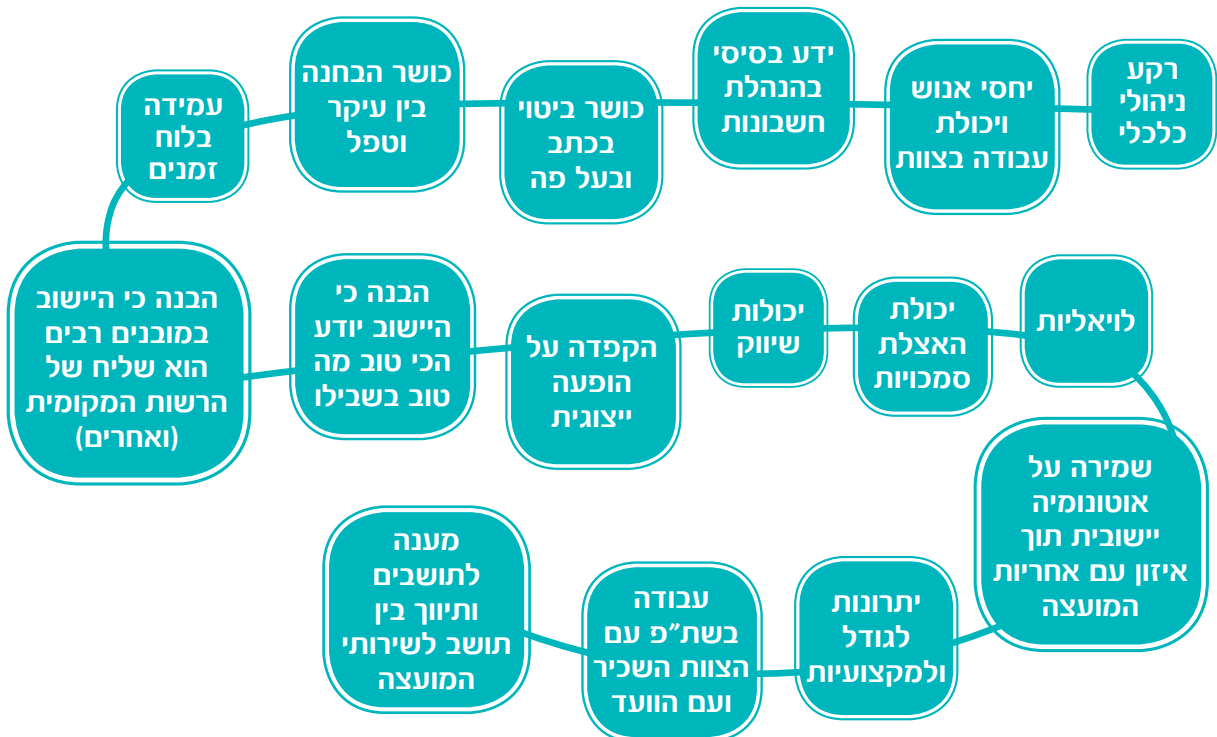 רקע
ניהולי
כלכלי
יחסי אנוש
ויכולת
עבודה בצוות
ידע בסיסי
בהנהלת
חשבונות
כושר ביטוי
בכתב
ובעל פה
כושר הבחנה
בין עיקר
וטפל
עמידה
בלוח
זמנים
הבנה כי היישוב
במובנים רבים
הוא שליח של
הרשות המקומית
(ואחרים)
הבנה כי
היישוב יודע
הכי טוב מה
טוב בשבילו
הקפדה על
הופעה
ייצוגית
יכולות
שיווק
יכולת
האצלת
סמכויות
לויאליות
שמירה על
אוטונומיה
יישובית תוך
איזון עם אחריות
המועצה
יתרונות
לגודל
ולמקצועיות
עבודה
בשת"פ עם
הצוות השכיר
ועם הוועד
מענה
לתושבים
ותיווך בין
תושב לשירותי
המועצה